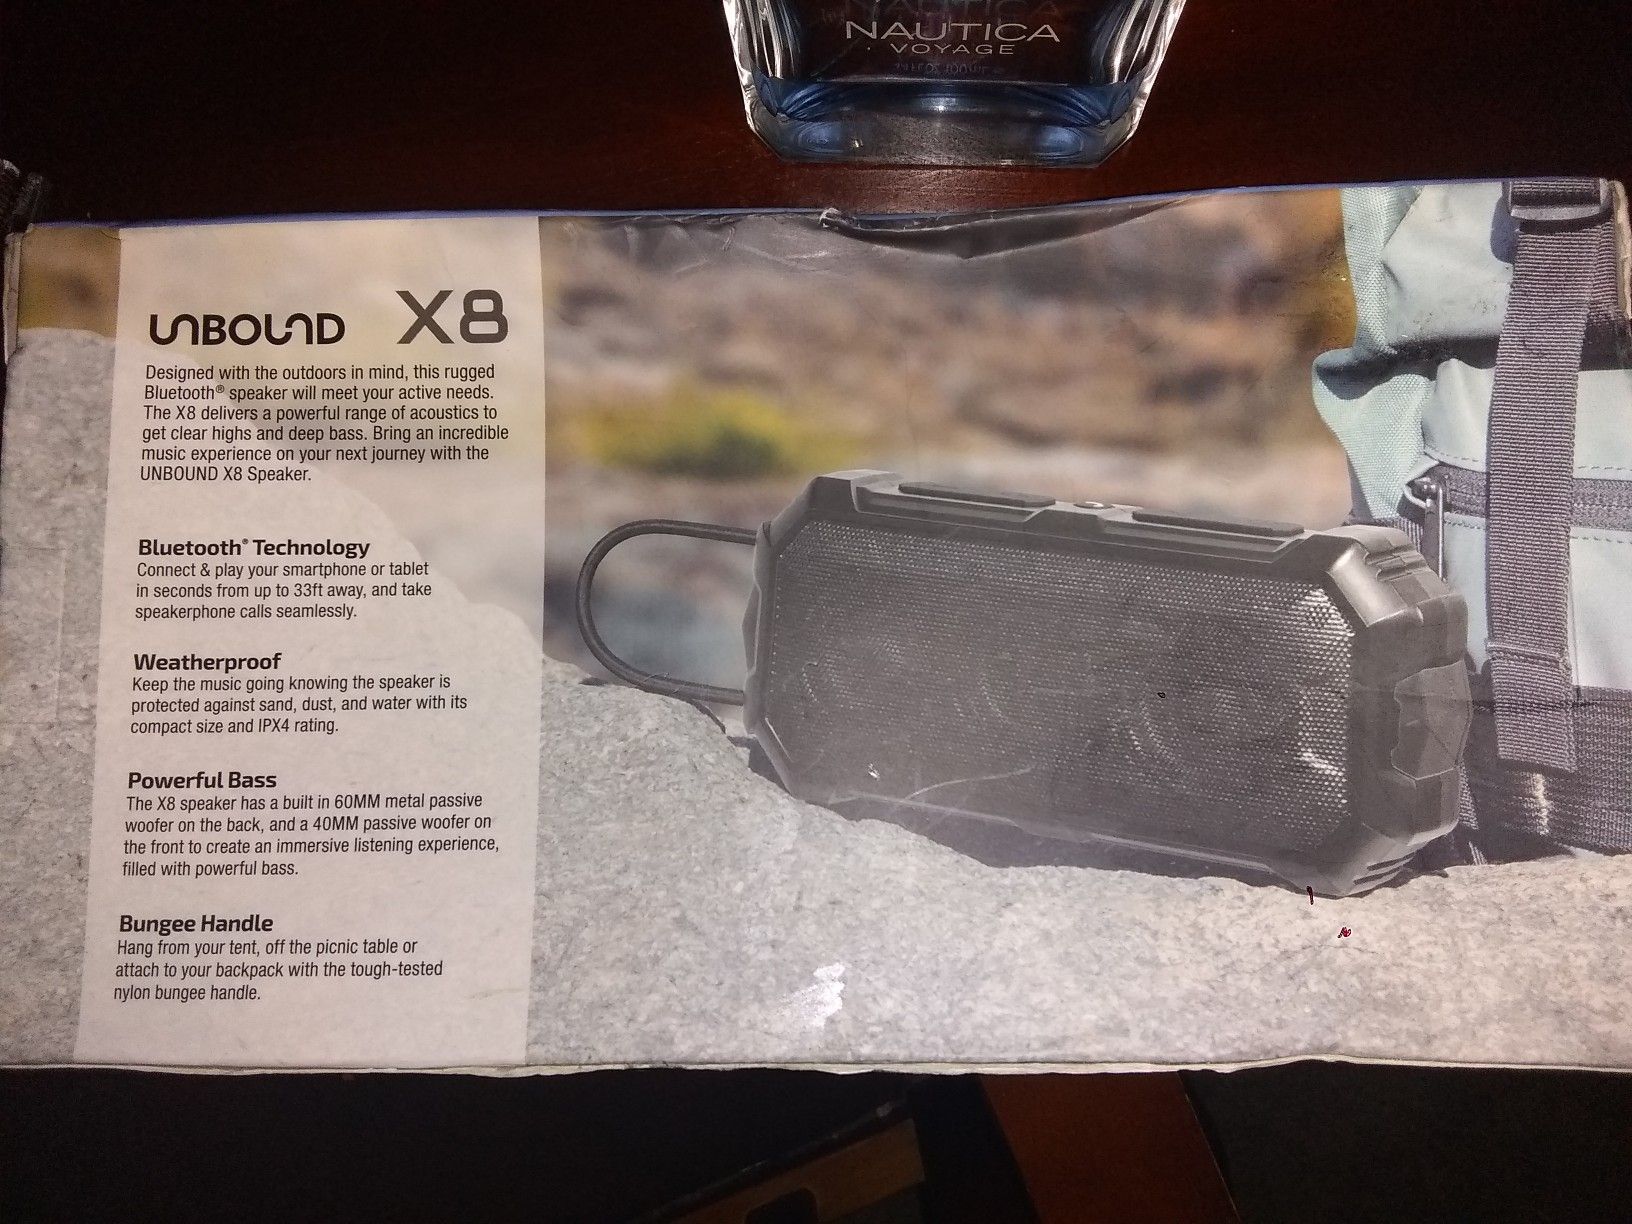 NAUTICA
VOYAGE
UNBOUND X8
Designed with the outdoors in mind, this rugged
Bluetooth® speaker will meet your active needs.
The X8 delivers a powerful range of acoustics to
get clear highs and deep bass. Bring an incredible
music experience on your next journey with the
UNBOUND X8 Speaker.
Bluetooth® Technology
Connect & play your smartphone or tablet
in seconds from up to 33ft away, and take
speakerphone calls seamlessly.
Weatherproof
Keep the music going knowing the speaker is
protected against sand, dust, and water with its
compact size and IPX4 rating.
Powerful Bass
The X8 speaker has a built in 60MM metal passive
woofer on the back, and a 40MM passive woofer on
the front to create an immersive listening experience,
filled with powerful bass.
Bungee Handle
Hang from your tent, off the picnic table or
attach to your backpack with the tough-tested
nylon bungee handle.